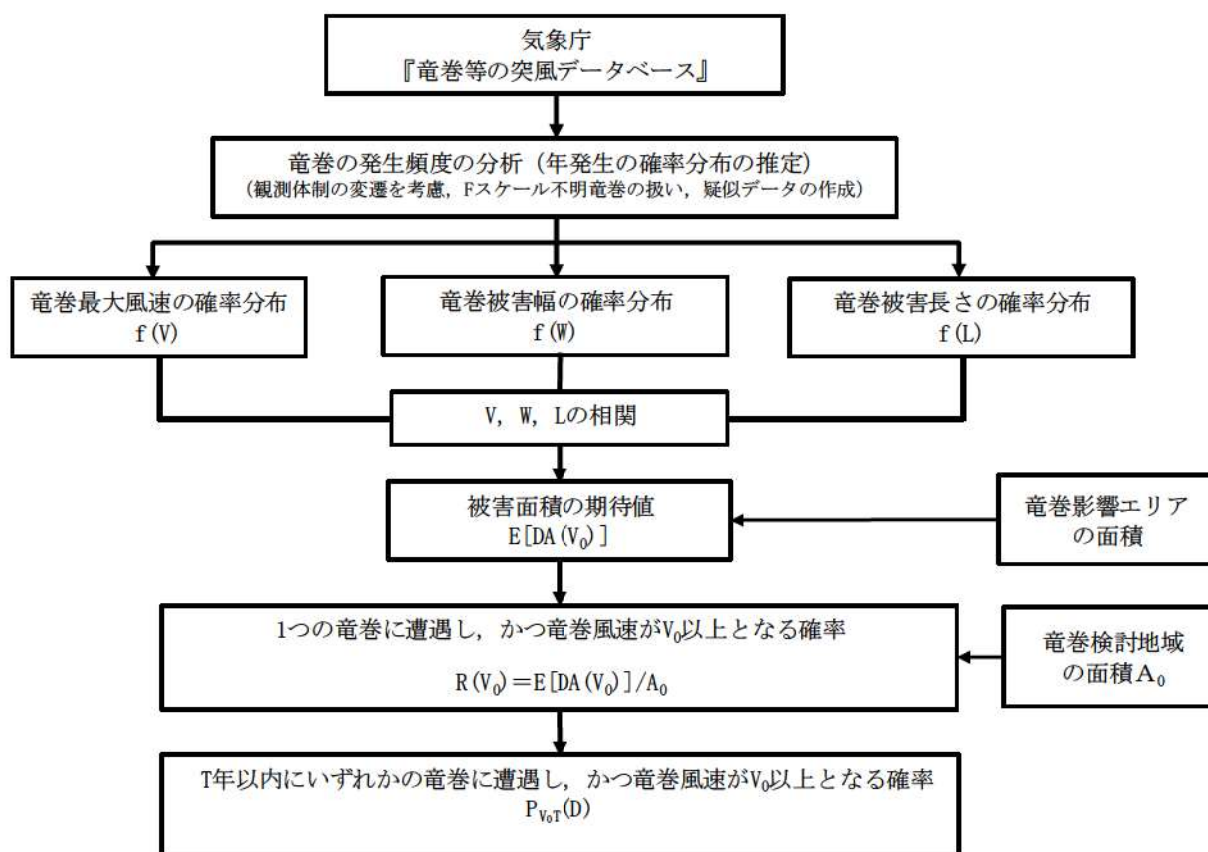 気象庁
『竜巻等の突風データベース』
竜巻の発生頻度の分析（年発生の確率分布の推定）
（観測体制の変遷を考慮，Fスケール不明竜巻の扱い，疑似データの作成）
竜巻最大風速の確率分布
f(V)
竜巻被害幅の確率分布
f(W)
竜巻被害長さの確率分布
f(L)
V，W，Lの相関
被害面積の期待値
E[DA(V₀)]
竜巻影響エリア
の面積
1つの竜巻に遭遇し，かつ竜巻風速がV₀以上となる確率
R(V₀)＝E[DA(V₀)]/A₀
竜巻検討地域
の面積A₀
T年以内にいずれかの竜巻に遭遇し，かつ竜巻風速がV₀以上となる確率
P_{V₀T}(D)